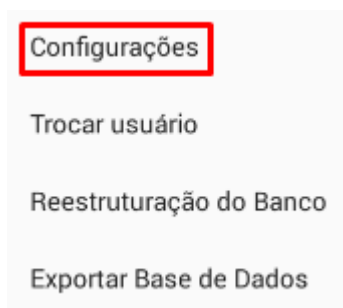 Configurações
Trocar usuário
Reestruturação do Banco
Exportar Base de Dados